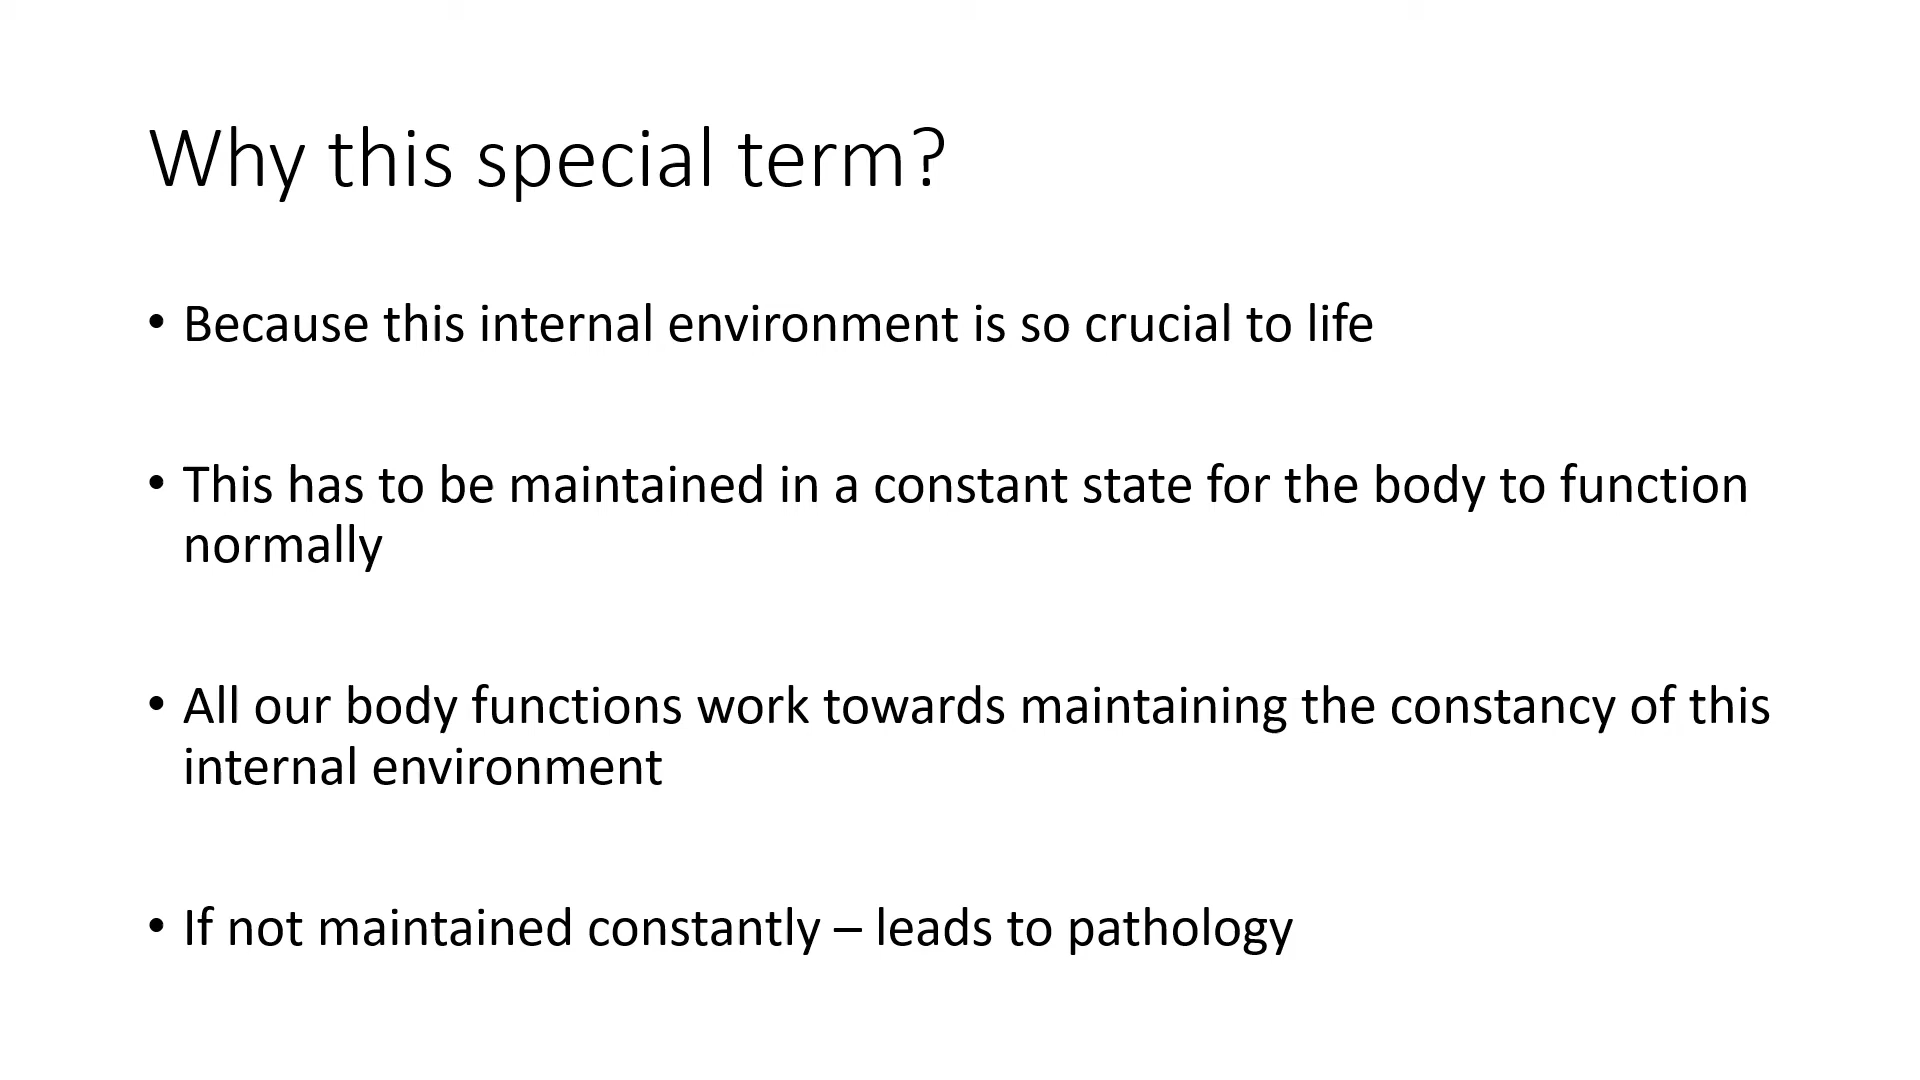 Why this special term?
• Because this internal environment is so crucial to life
• This has to be maintained in a constant state for the body to function
normally
• All our body functions work towards maintaining the constancy of this
internal environment
• If not maintained constantly – leads to pathology